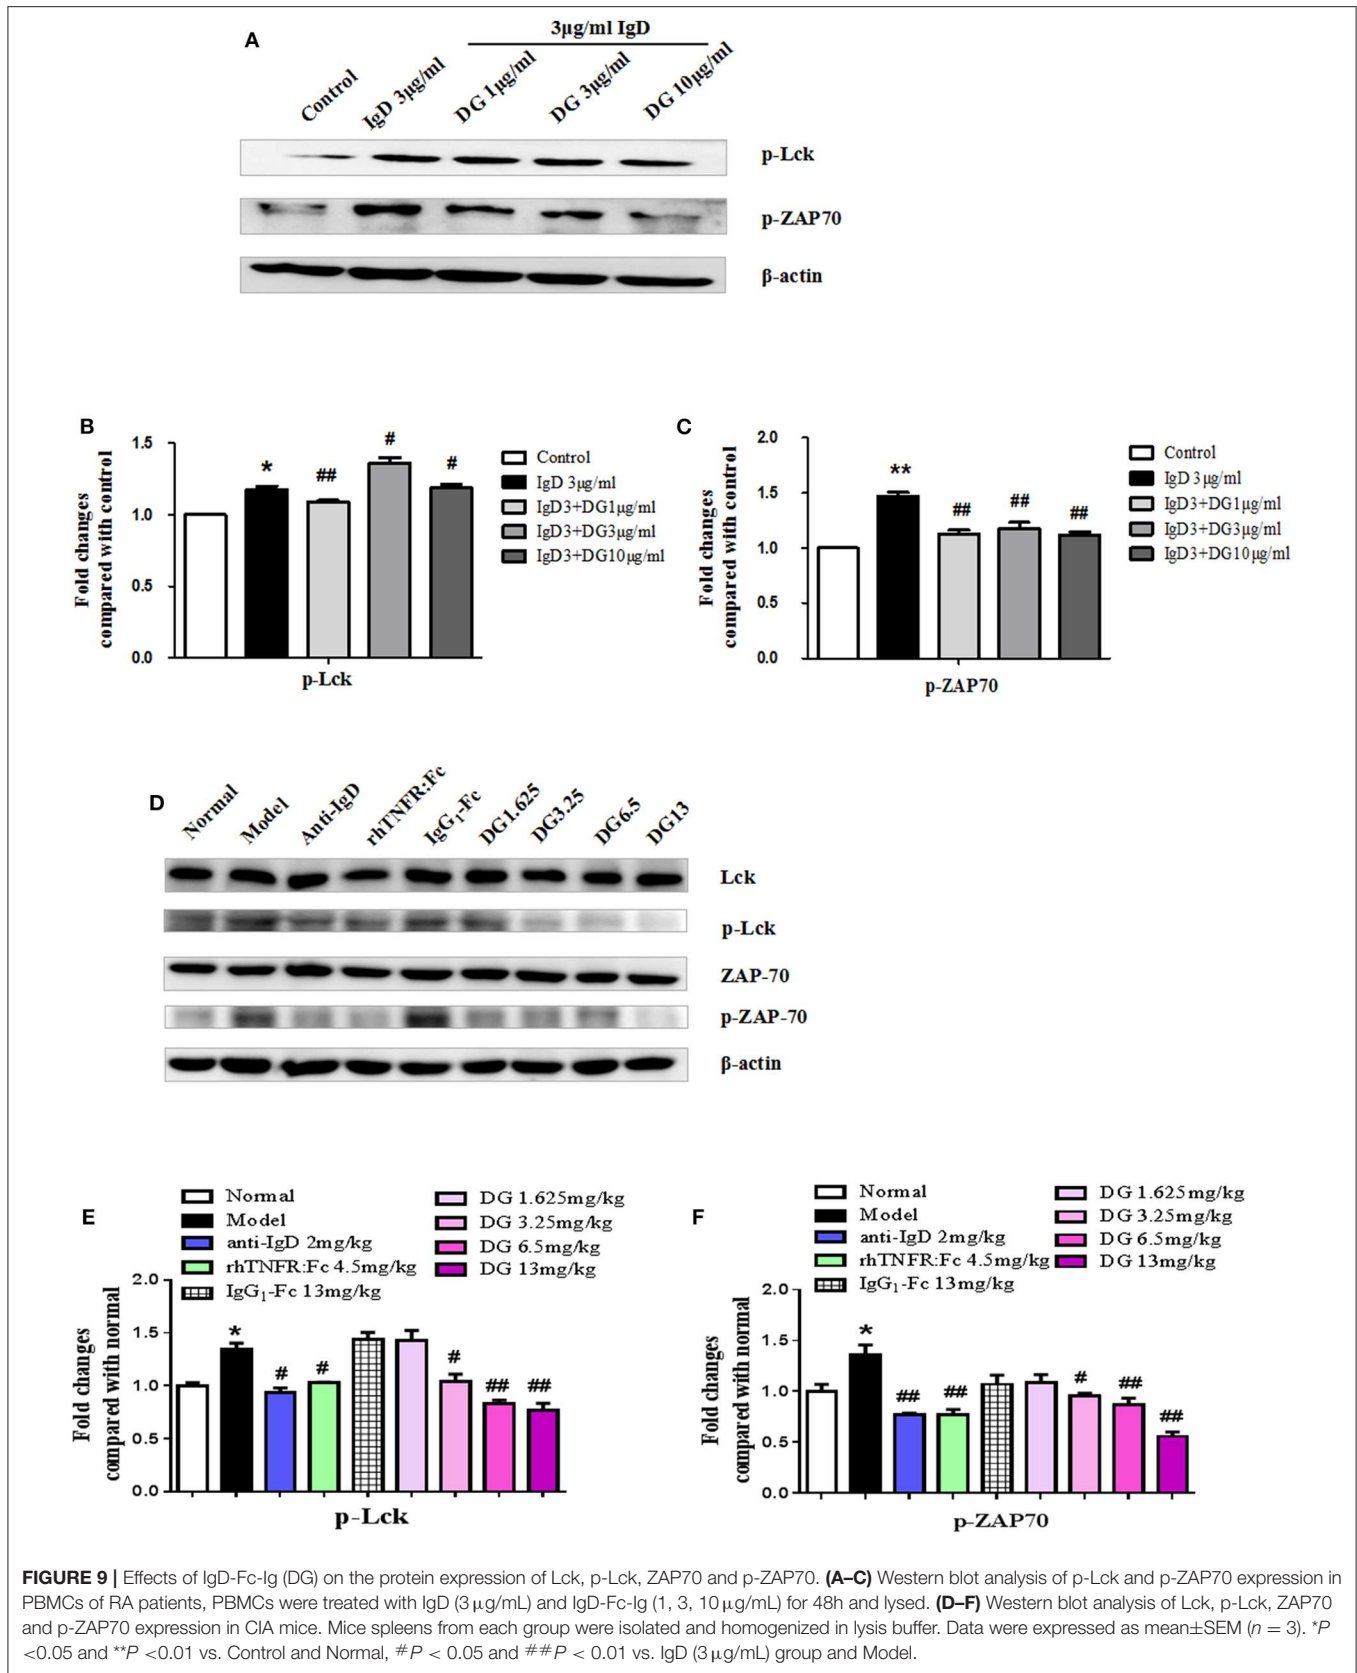 A
3μg/ml IgD
Control
IgD 3μg/ml
DG 1μg/ml
DG 3μg/ml
DG 10μg/ml
p-Lck
p-ZAP70
β-actin
B
Fold changes
compared with control
1.5
1.0
0.5
0.0
*
##
#
#
p-Lck
Control
IgD 3μg/ml
IgD3+DG1μg/ml
IgD3+DG3μg/ml
IgD3+DG10μg/ml
C
Fold changes
compared with control
2.0
1.5
1.0
0.5
0.0
**
##
##
##
p-ZAP70
Control
IgD 3μg/ml
IgD3+DG1μg/ml
IgD3+DG3μg/ml
IgD3+DG10μg/ml
D
Normal
Model
Anti-IgD
rhTNFR:Fc
IgG1-Fc
DG1.625
DG3.25
DG6.5
DG13
Lck
p-Lck
ZAP-70
p-ZAP-70
β-actin
E
Normal
Model
anti-IgD 2mg/kg
rhTNFR:Fc 4.5mg/kg
IgG1-Fc 13mg/kg
DG 1.625mg/kg
DG 3.25mg/kg
DG 6.5mg/kg
DG 13mg/kg
Fold changes
compared with normal
2.0
1.5
1.0
0.5
0.0
*
#
#
#
##
##
p-Lck
F
Normal
Model
anti-IgD 2mg/kg
rhTNFR:Fc 4.5mg/kg
IgG1-Fc 13mg/kg
DG 1.625mg/kg
DG 3.25mg/kg
DG 6.5mg/kg
DG 13mg/kg
Fold changes
compared with normal
2.0
1.5
1.0
0.5
0.0
*
##
##
#
##
##
p-ZAP70
FIGURE 9 | Effects of IgD-Fc-Ig (DG) on the protein expression of Lck, p-Lck, ZAP70 and p-ZAP70. (A–C) Western blot analysis of p-Lck and p-ZAP70 expression in
PBMCs of RA patients, PBMCs were treated with IgD (3 μg/mL) and IgD-Fc-Ig (1, 3, 10 μg/mL) for 48h and lysed. (D–F) Western blot analysis of Lck, p-Lck, ZAP70
and p-ZAP70 expression in CIA mice. Mice spleens from each group were isolated and homogenized in lysis buffer. Data were expressed as mean±SEM (n = 3). *P
<0.05 and **P <0.01 vs. Control and Normal, #P < 0.05 and ##P < 0.01 vs. IgD (3 μg/mL) group and Model.